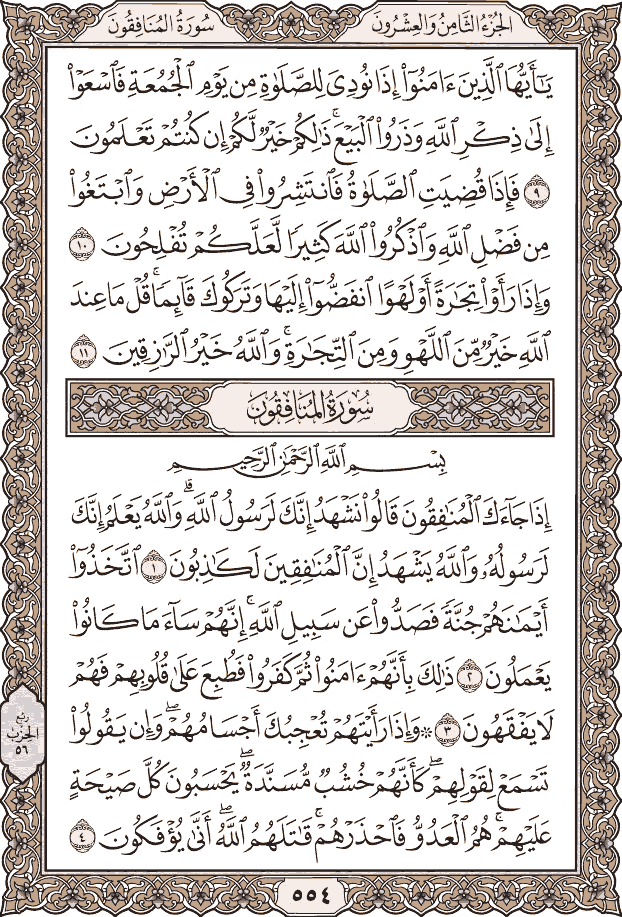 الجزء الثامن والعشرون
سورة المنافقون
يَٰٓأَيُّهَا ٱلَّذِينَ ءَامَنُوٓا۟ إِذَا نُودِىَ لِلصَّلَوٰةِ مِن يَوْمِ ٱلْجُمُعَةِ فَٱسْعَوْا۟
إِلَىٰ ذِكْرِ ٱللَّهِ وَذَرُوا۟ ٱلْبَيْعَ ۚ ذَٰلِكُمْ خَيْرٌ لَّكُمْ إِن كُنتُمْ تَعْلَمُونَ
٩ فَإِذَا قُضِيَتِ ٱلصَّلَوٰةُ فَٱنتَشِرُوا۟ فِى ٱلْأَرْضِ وَٱبْتَغُوا۟
مِن فَضْلِ ٱللَّهِ وَٱذْكُرُوا۟ ٱللَّهَ كَثِيرًا لَّعَلَّكُمْ تُفْلِحُونَ ١٠
وَإِذَا رَأَوْا۟ تِجَٰرَةً أَوْ لَهْوًا ٱنفَضُّوٓا۟ إِلَيْهَا وَتَرَكُوكَ قَآئِمًا ۚ قُلْ مَا عِندَ
ٱللَّهِ خَيْرٌ مِّنَ ٱللَّهْوِ وَمِنَ ٱلتِّجَٰرَةِ ۚ وَٱللَّهُ خَيْرُ ٱلرَّٰزِقِينَ ١١
سُورَةُ المُنَافِقُونَ
بِسْمِ ٱللَّهِ ٱلرَّحْمَٰنِ ٱلرَّحِيمِ
إِذَا جَآءَكَ ٱلْمُنَٰفِقُونَ قَالُوا۟ نَشْهَدُ إِنَّكَ لَرَسُولُ ٱللَّهِ ۗ وَٱللَّهُ يَعْلَمُ إِنَّكَ
لَرَسُولُهُۥ وَٱللَّهُ يَشْهَدُ إِنَّ ٱلْمُنَٰفِقِينَ لَكَٰذِبُونَ ١ ٱتَّخَذُوٓا۟
أَيْمَٰنَهُمْ جُنَّةً فَصَدُّوا۟ عَن سَبِيلِ ٱللَّهِ ۚ إِنَّهُمْ سَآءَ مَا كَانُوا۟
يَعْمَلُونَ ٢ ذَٰلِكَ بِأَنَّهُمْ ءَامَنُوا۟ ثُمَّ كَفَرُوا۟ فَطُبِعَ عَلَىٰ قُلُوبِهِمْ فَهُمْ
لَا يَفْقَهُونَ ٣ ۞ وَإِذَا رَأَيْتَهُمْ تُعْجِبُكَ أَجْسَامُهُمْ ۖ وَإِن يَقُولُوا۟
تَسْمَعْ لِقَوْلِهِمْ ۖ كَأَنَّهُمْ خُشُبٌ مُّسَنَّدَةٌ ۖ يَحْسَبُونَ كُلَّ صَيْحَةٍ
عَلَيْهِمْ ۚ هُمُ ٱلْعَدُوُّ فَٱحْذَرْهُمْ ۚ قَٰتَلَهُمُ ٱللَّهُ ۖ أَنَّىٰ يُؤْفَكُونَ ٤
ربع
الحزب
٥٦
٥٥٤